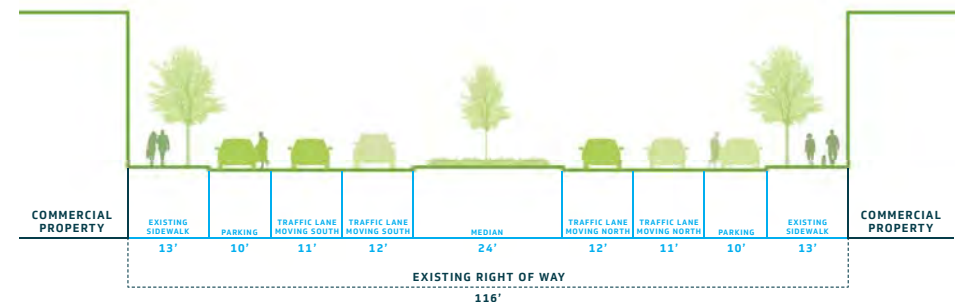 COMMERCIAL
PROPERTY
EXISTING
SIDEWALK
13'
PARKING
10'
TRAFFIC LANE
MOVING SOUTH
11'
TRAFFIC LANE
MOVING SOUTH
12'
MEDIAN
24'
TRAFFIC LANE
MOVING NORTH
12'
TRAFFIC LANE
MOVING NORTH
11'
PARKING
10'
EXISTING
SIDEWALK
13'
COMMERCIAL
PROPERTY
EXISTING RIGHT OF WAY
116'